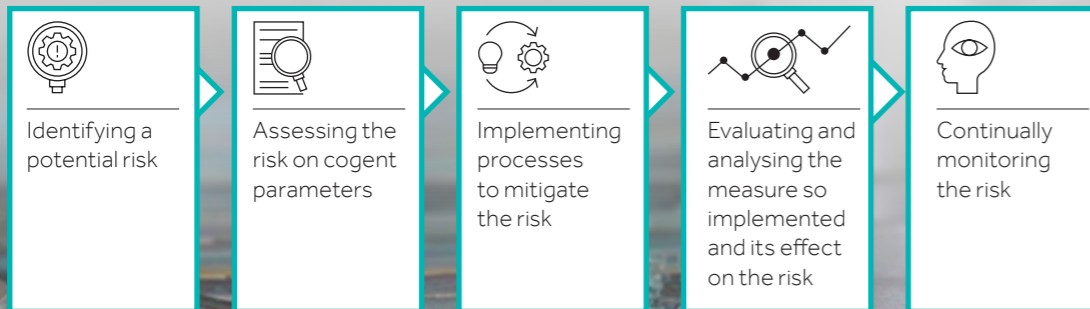 Identifying a
potential risk
Assessing the
risk on cogent
parameters
Implementing
processes
to mitigate
the risk
Evaluating and
analysing the
measure so
implemented
and its effect
on the risk
Continually
monitoring
the risk